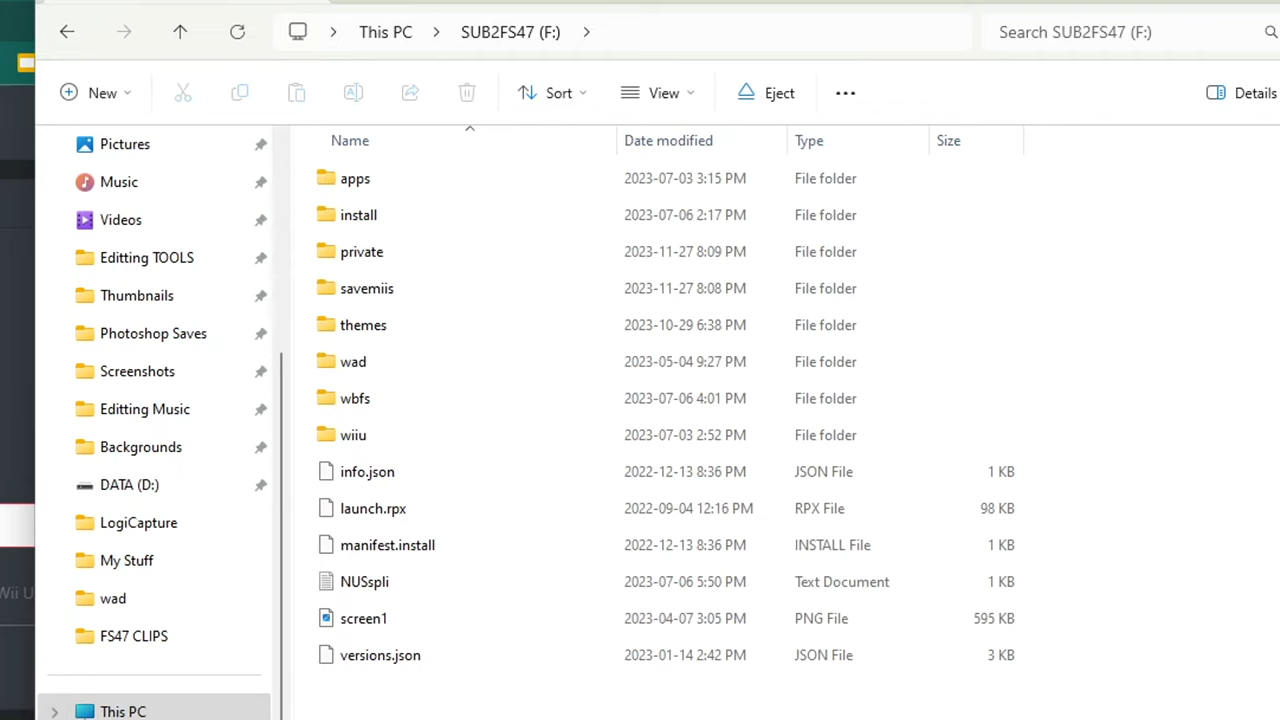 This PC
SUB2FS47 (F:)
Search SUB2FS47 (F:)
New
Sort
View
Eject
Details
Pictures
Music
Videos
Editting TOOLS
Thumbnails
Photoshop Saves
Screenshots
Editting Music
Backgrounds
DATA (D:)
LogiCapture
My Stuff
wad
FS47 CLIPS
This PC
Wii U
Name Date modified Type Size
apps 2023-07-03 3:15 PM File folder
install 2023-07-06 2:17 PM File folder
private 2023-11-27 8:09 PM File folder
savemiis 2023-11-27 8:08 PM File folder
themes 2023-10-29 6:38 PM File folder
wad 2023-05-04 9:27 PM File folder
wbfs 2023-07-06 4:01 PM File folder
wiiu 2023-07-03 2:52 PM File folder
info.json 2022-12-13 8:36 PM JSON File 1 KB
launch.rpx 2022-09-04 12:16 PM RPX File 98 KB
manifest.install 2022-12-13 8:36 PM INSTALL File 1 KB
NUSspli 2023-07-06 5:50 PM Text Document 1 KB
screen1 2023-04-07 3:05 PM PNG File 595 KB
versions.json 2023-01-14 2:42 PM JSON File 3 KB